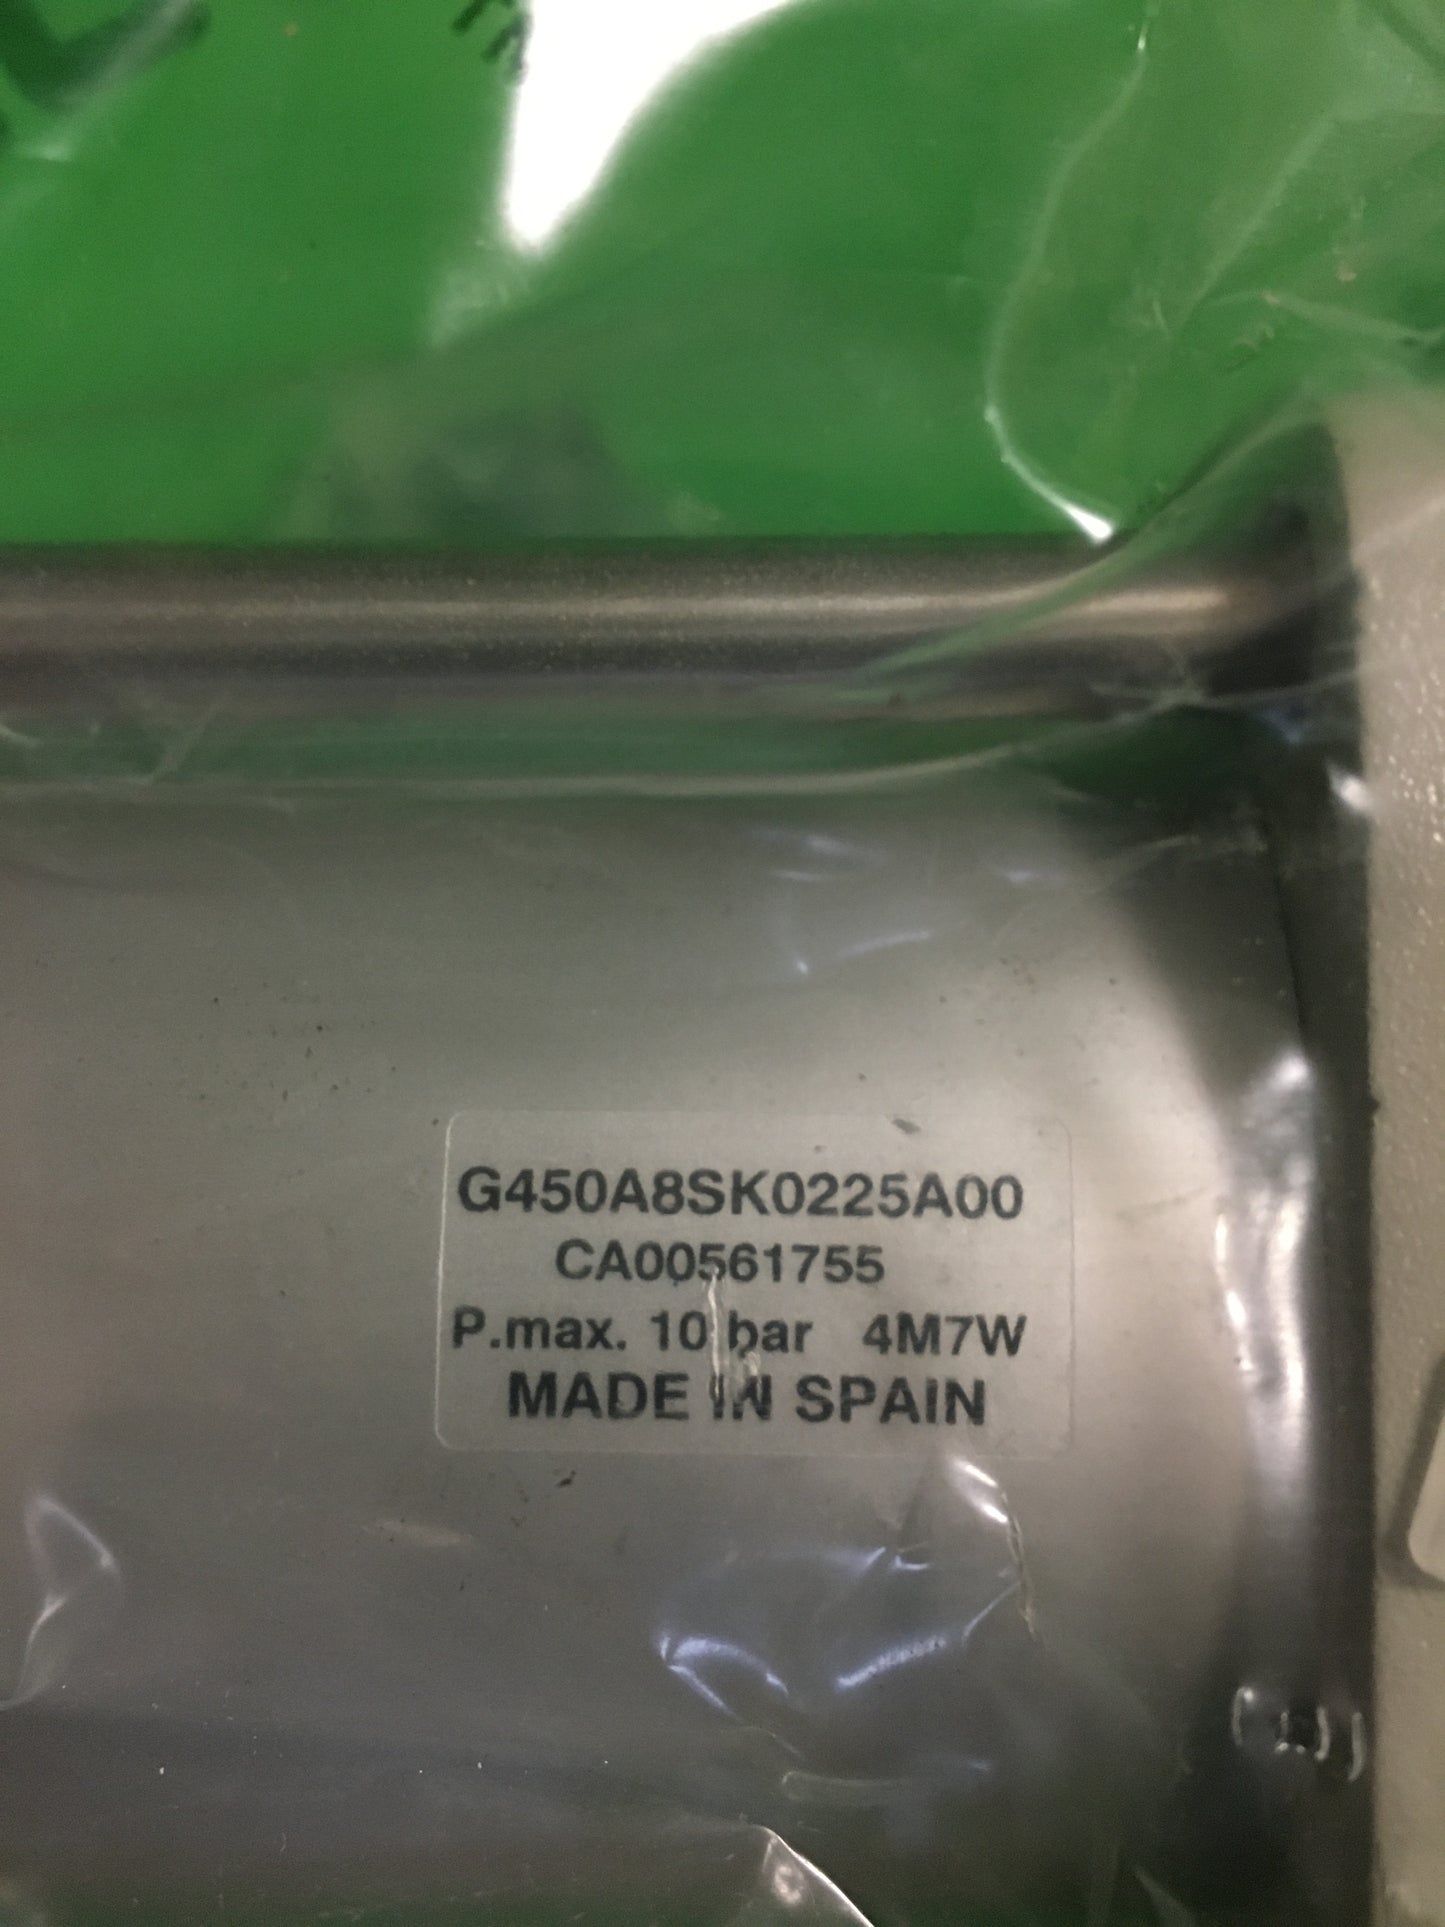 G450A8SK0225A00
CA00561755
P.max. 10 bar 4M7W
MADE IN SPAIN